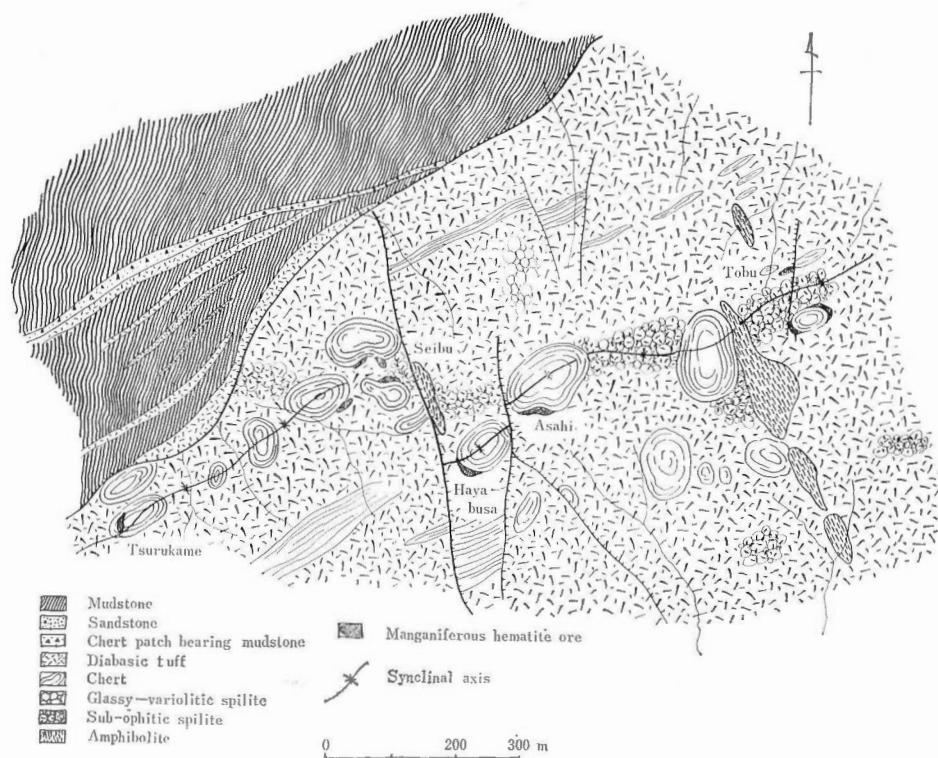 Tobu
Seibu
Asahi
Haya
busa
Tsurukame
Mudstone
Sandstone
Chert patch bearing mudstone
Diabasic tuff
Chert
Glassy—variolitic spilite
Sub-ophitic spilite
Amphibolite
Manganiferous hematite ore
Synclinal axis
0 200 300 m